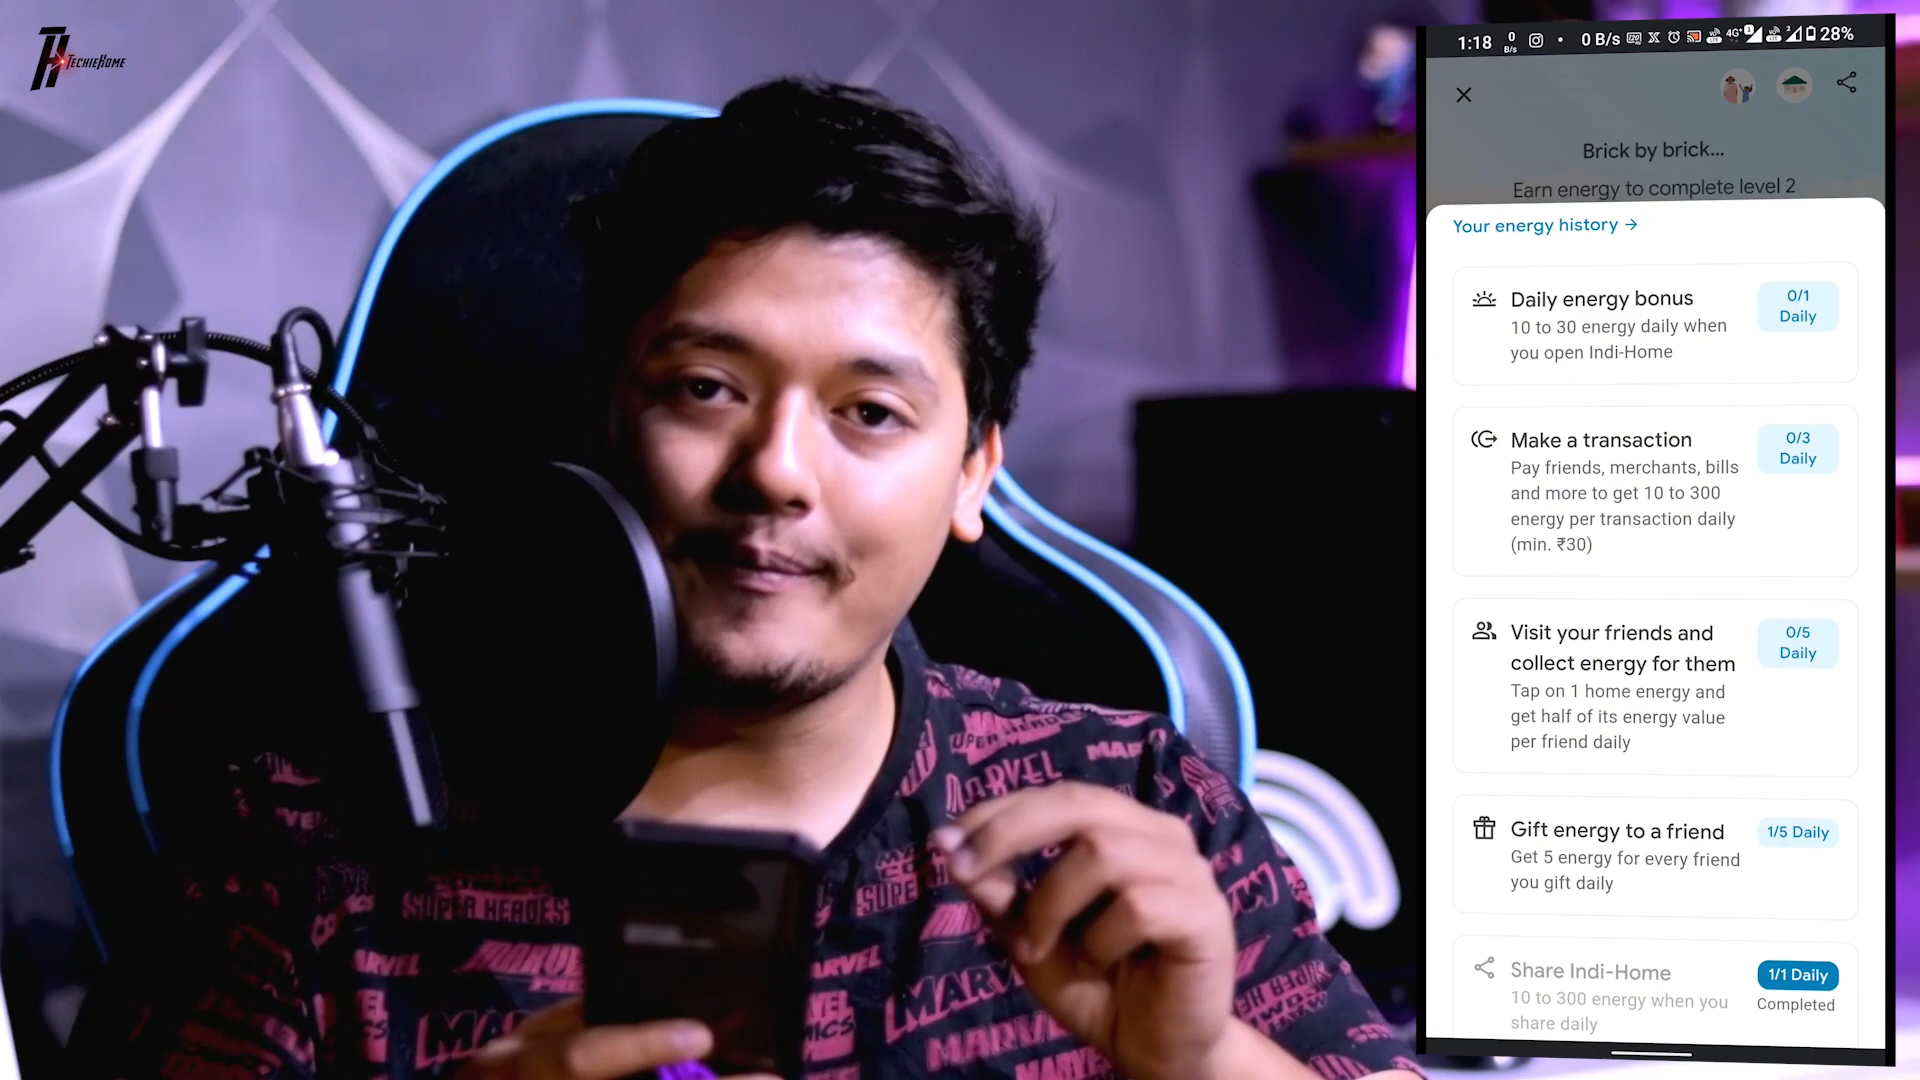 TECHIEHOME
1:18 0 B/s 0 B/s 4G+ 28%
Brick by brick...
Earn energy to complete level 2
Your energy history →
Daily energy bonus
0/1
Daily
10 to 30 energy daily when
you open Indi-Home
Make a transaction
0/3
Daily
Pay friends, merchants, bills
and more to get 10 to 300
energy per transaction daily
(min. ₹30)
Visit your friends and
collect energy for them
0/5
Daily
Tap on 1 home energy and
get half of its energy value
per friend daily
Gift energy to a friend
1/5 Daily
Get 5 energy for every friend
you gift daily
Share Indi-Home
1/1 Daily
Completed
10 to 300 energy when you
share daily
MARVEL
SUPER HEROES
MARVEL
MARVEL
MARVEL
MARVEL